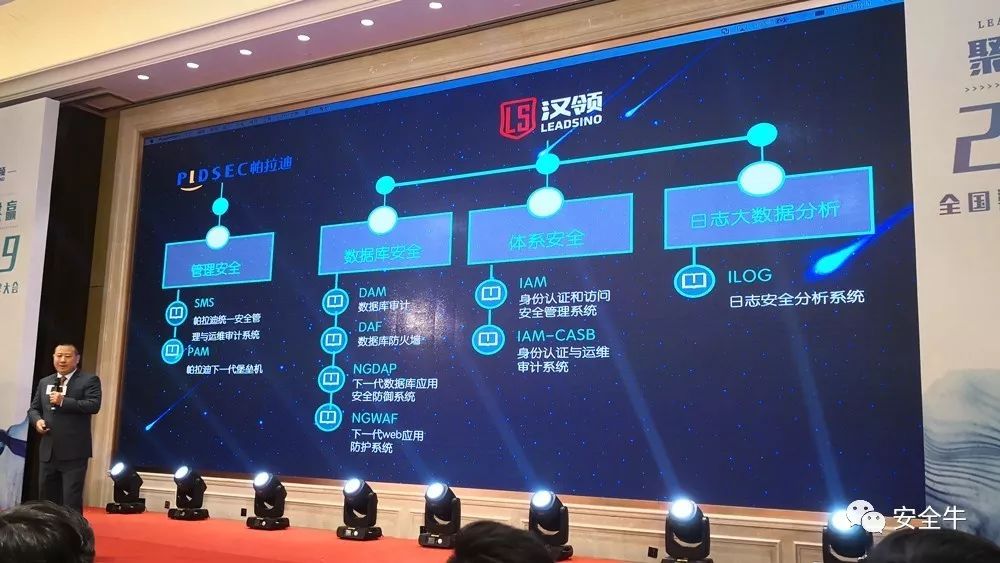 汉领
LEADSINO
PLDSEC 帕拉迪
管理安全
SMS
帕拉迪统一安全管
理与运维审计系统
PAM
帕拉迪下一代堡垒机
数据库安全
DAM
数据库审计
DAF
数据库防火墙
NGDAP
下一代数据库应用
安全防御系统
NGWAF
下一代web应用
防护系统
体系安全
IAM
身份认证和访问
安全管理系统
IAM-CASB
身份认证与运维
审计系统
日志大数据分析
ILOG
日志安全分析系统
赢
9
大会
LEA
聚
2
全国
安全牛